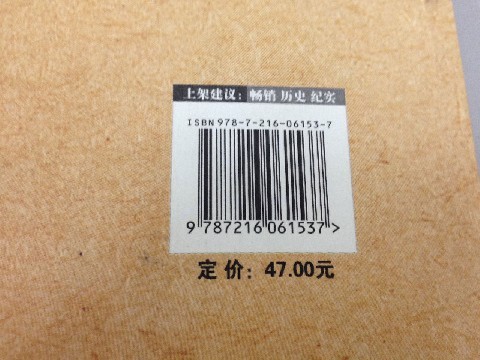 上架建议：畅销 历史 纪实
ISBN 978-7-216-06153-7
9 787216 061537 >
定价：47.00元